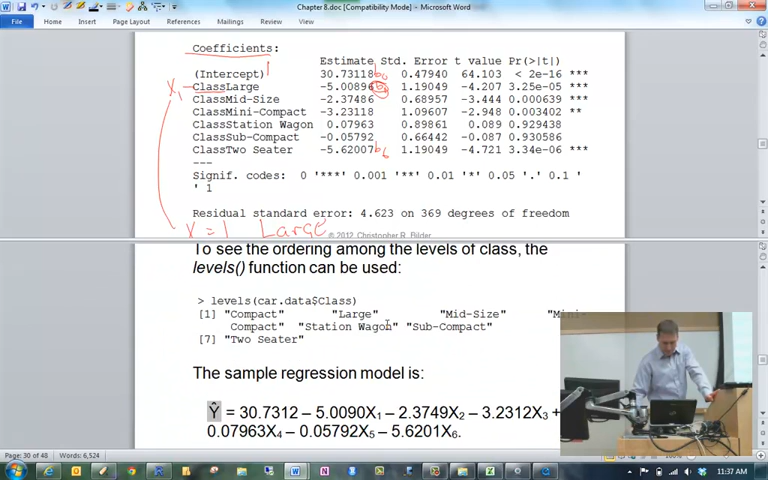 Chapter 8.doc [Compatibility Mode] - Microsoft Word
File Home Insert Page Layout References Mailings Review View
Coefficients:
Estimate Std. Error t value Pr(>|t|)
(Intercept) 30.73118 b0 0.47940 64.103 < 2e-16 ***
X1 ClassLarge -5.00896 1.19049 -4.207 3.25e-05 ***
ClassMid-Size -2.37486 0.68957 -3.444 0.000639 ***
ClassMini-Compact -3.23118 1.09607 -2.948 0.003402 **
ClassStation Wagon 0.07963 0.89861 0.089 0.929438
ClassSub-Compact -0.05792 0.66442 -0.087 0.930586
ClassTwo Seater -5.62007 b6 1.19049 -4.721 3.34e-06 ***
---
Signif. codes: 0 '***' 0.001 '**' 0.01 '*' 0.05 '.' 0.1 '
' 1
Residual standard error: 4.623 on 369 degrees of freedom
X = 1 Large
© 2012, Christopher R. Bilder
To see the ordering among the levels of class, the
levels() function can be used:
> levels(car.data$Class)
[1] "Compact" "Large" "Mid-Size" "Mini-
Compact" "Station Wagon" "Sub-Compact"
[7] "Two Seater"
The sample regression model is:
Ŷ = 30.7312 – 5.0090X1 – 2.3749X2 – 3.2312X3 +
0.07963X4 – 0.05792X5 – 5.6201X6.
Page: 30 of 48 Words: 6,524
11:37 AM